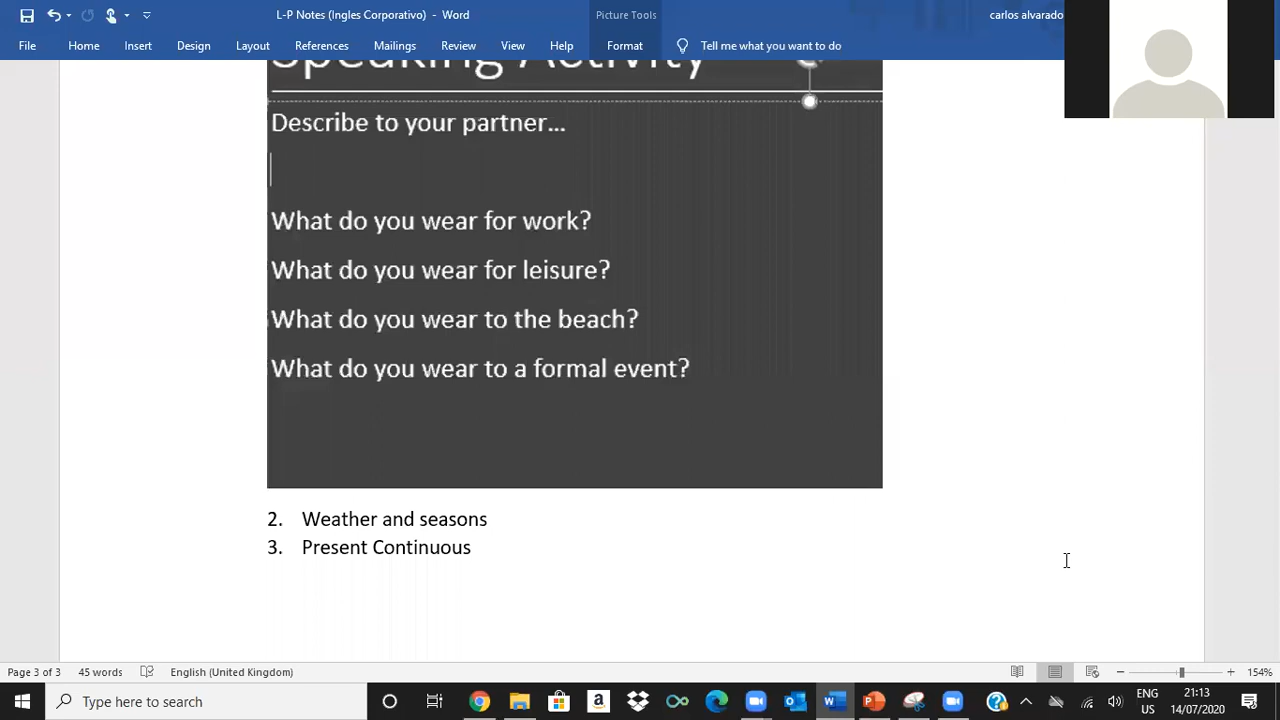 L-P Notes (Ingles Corporativo) - Word
Picture Tools
carlos alvarado
File Home Insert Design Layout References Mailings Review View Help Format Tell me what you want to do
Speaking Activity
Describe to your partner...
What do you wear for work?
What do you wear for leisure?
What do you wear to the beach?
What do you wear to a formal event?
2. Weather and seasons
3. Present Continuous
Page 3 of 3 45 words English (United Kingdom) 154%
Type here to search
ENG
US
21:13
14/07/2020